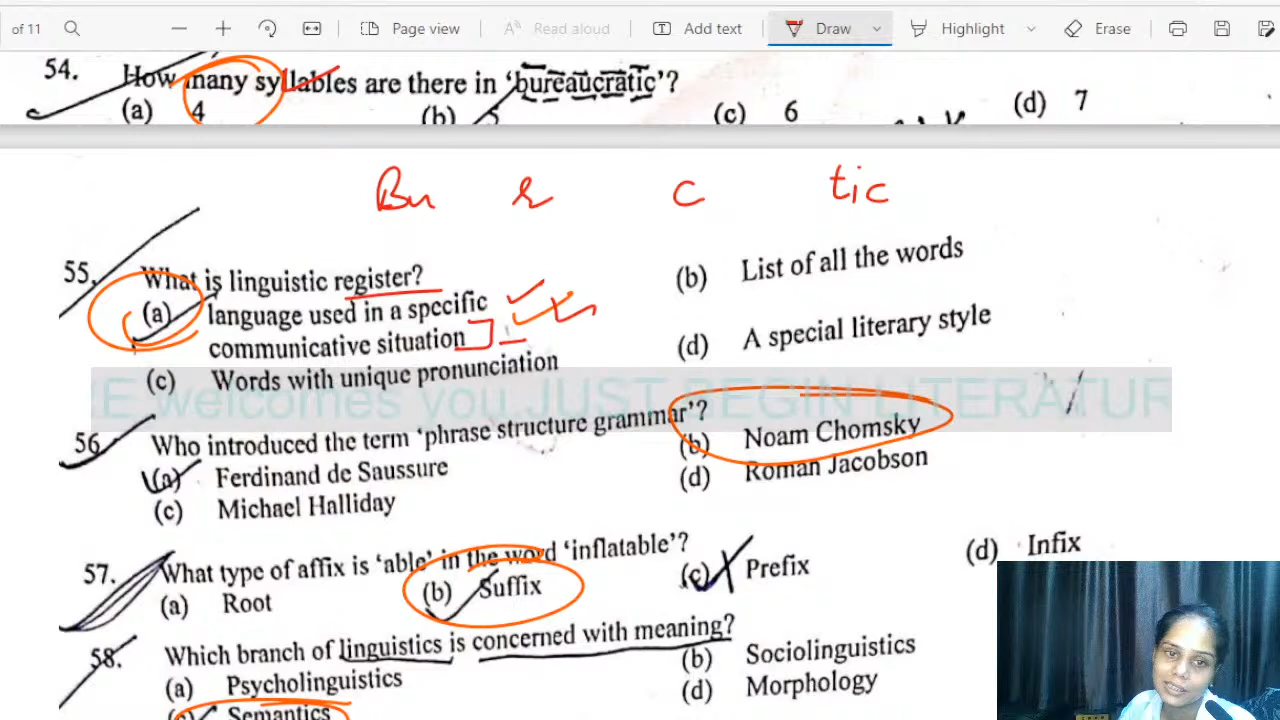 of 11 Page view Read aloud Add text Draw Highlight Erase
54. How many syllables are there in 'bureaucratic'?
(a) 4 (b) 5 (c) 6 (d) 7
Bu r c tic
55. What is linguistic register?
(a) language used in a specific communicative situation
(b) List of all the words
(c) Words with unique pronunciation
(d) A special literary style
E welcomes you JUST BEGIN LITERATUR
56. Who introduced the term 'phrase structure grammar'?
(a) Ferdinand de Saussure (b) Noam Chomsky
(c) Michael Halliday (d) Roman Jacobson
57. What type of affix is 'able' in the word 'inflatable'?
(a) Root (b) Suffix (c) Prefix (d) Infix
58. Which branch of linguistics is concerned with meaning?
(a) Psycholinguistics (b) Sociolinguistics
Semantics (d) Morphology